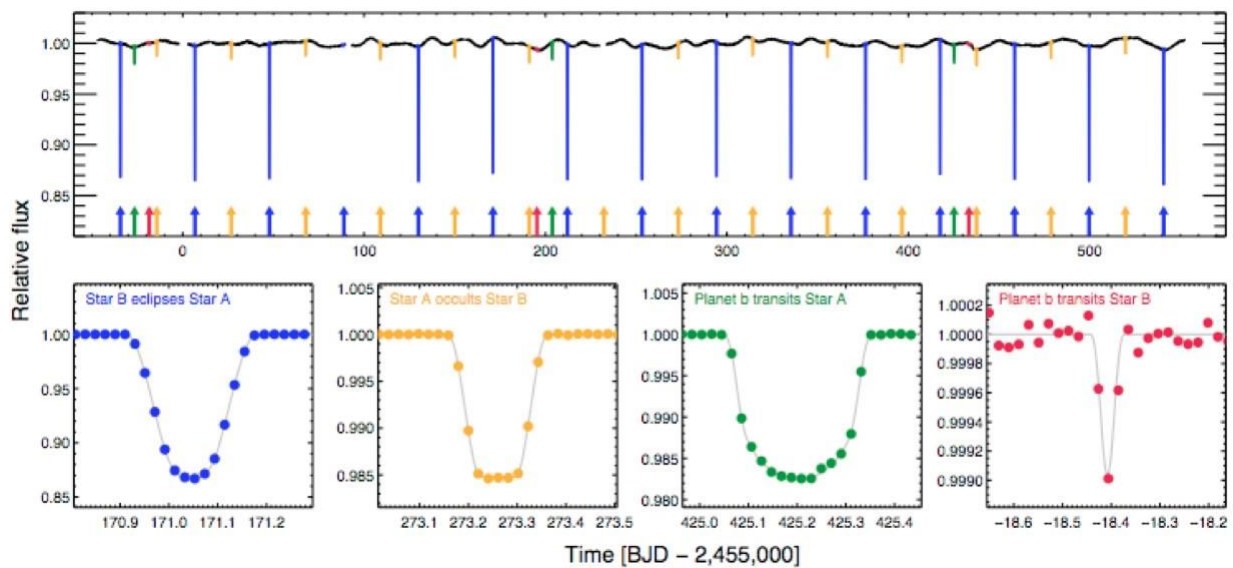 1.00
0.95
0.90
0.85
0 100 200 300 400 500
Relative flux
Star B eclipses Star A
1.00
0.95
0.90
0.85
170.9 171.0 171.1 171.2
Star A occults Star B
1.005
1.000
0.995
0.990
0.985
273.1 273.2 273.3 273.4 273.5
Planet b transits Star A
1.005
1.000
0.995
0.990
0.985
0.980
425.0 425.1 425.2 425.3 425.4
Planet b transits Star B
1.0002
1.0000
0.9998
0.9996
0.9994
0.9992
0.9990
−18.6 −18.5 −18.4 −18.3 −18.2
Time [BJD − 2,455,000]